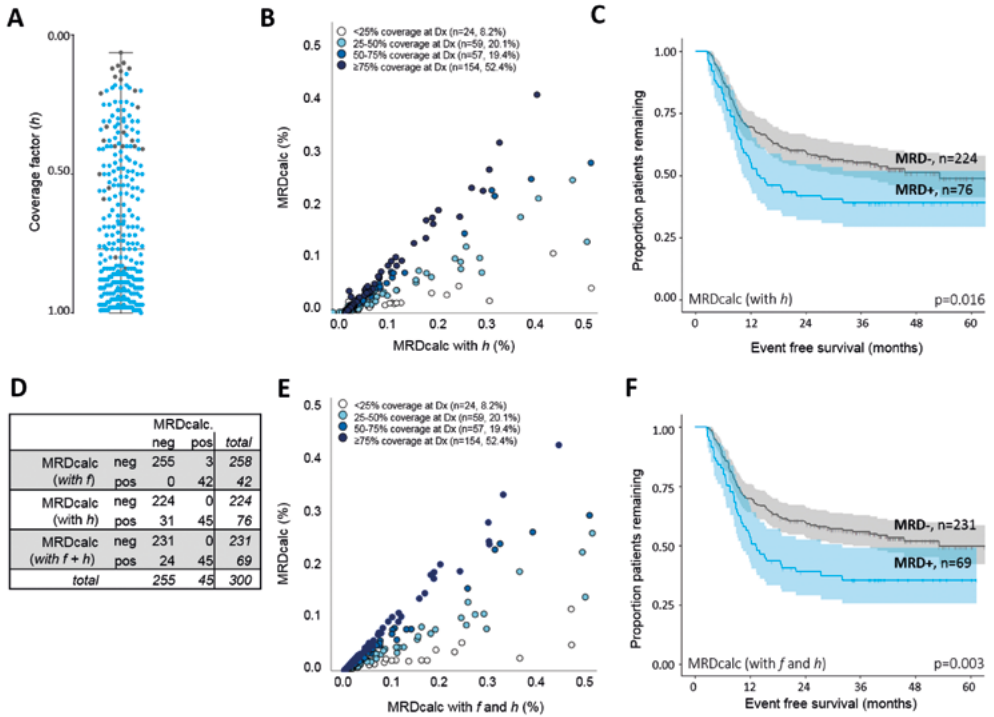 A
0.00
0.50
1.00
Coverage factor (h)
B
<25% coverage at Dx (n=24, 8.2%)
25-50% coverage at Dx (n=59, 20.1%)
50-75% coverage at Dx (n=57, 19.4%)
≥75% coverage at Dx (n=154, 52.4%)
MRDcalc (%)
0.5
0.4
0.3
0.2
0.1
0.0
0.0 0.1 0.2 0.3 0.4 0.5
MRDcalc with h (%)
C
Proportion patients remaining
1.00
0.75
0.50
0.25
0.00
MRD-, n=224
MRD+, n=76
MRDcalc (with h) p=0.016
0 12 24 36 48 60
Event free survival (months)
D
MRDcalc.
neg pos total
MRDcalc neg 255 3 258
(with f) pos 0 42 42
MRDcalc neg 224 0 224
(with h) pos 31 45 76
MRDcalc neg 231 0 231
(with f + h) pos 24 45 69
total 255 45 300
E
<25% coverage at Dx (n=24, 8.2%)
25-50% coverage at Dx (n=59, 20.1%)
50-75% coverage at Dx (n=57, 19.4%)
≥75% coverage at Dx (n=154, 52.4%)
MRDcalc (%)
0.5
0.4
0.3
0.2
0.1
0.0
0.0 0.1 0.2 0.3 0.4 0.5
MRDcalc with f and h (%)
F
Proportion patients remaining
1.00
0.75
0.50
0.25
0.00
MRD-, n=231
MRD+, n=69
MRDcalc (with f and h) p=0.003
0 12 24 36 48 60
Event free survival (months)